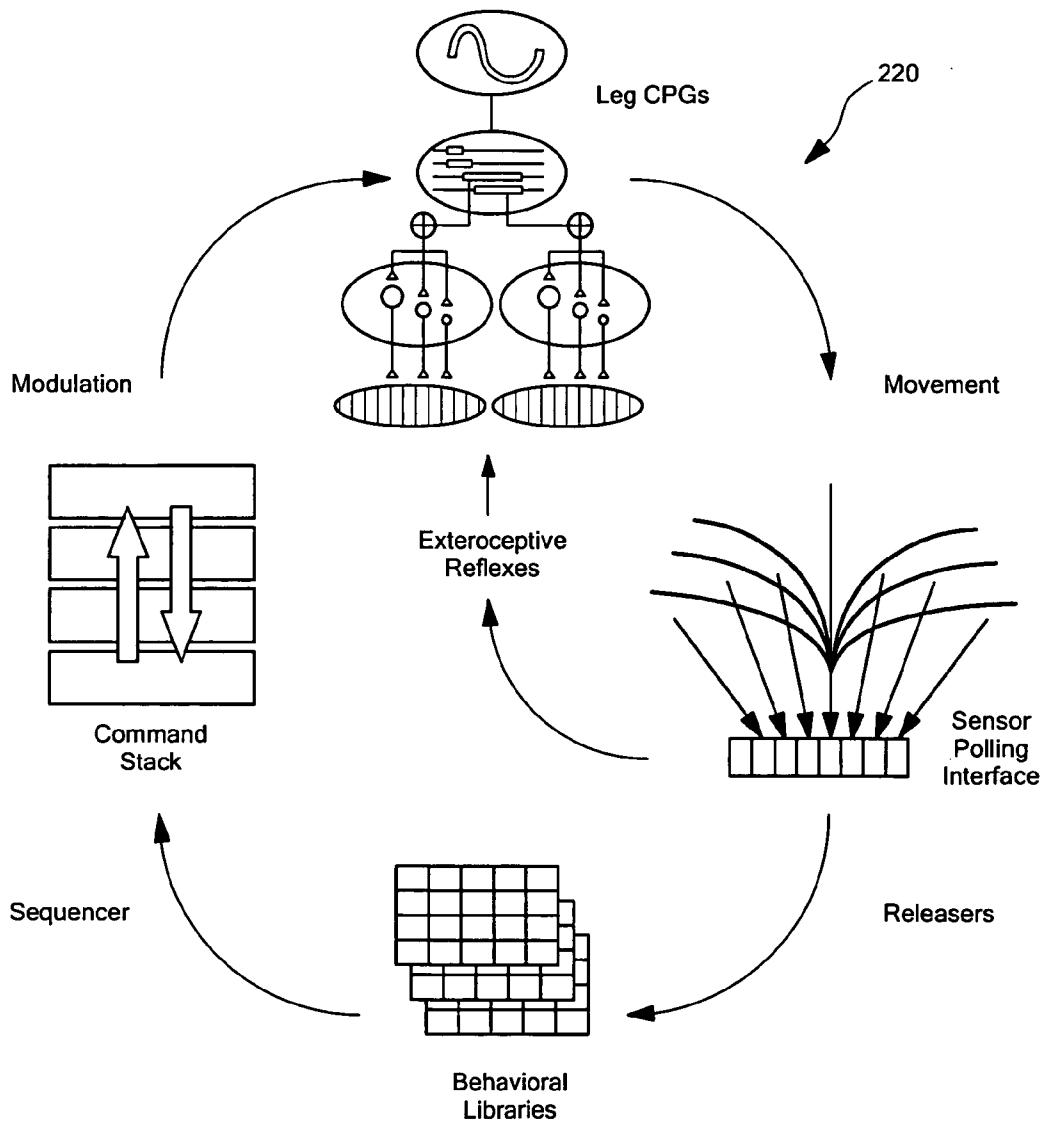 Leg CPGs
220
Modulation
Movement
Exteroceptive
Reflexes
Command
Stack
Sensor
Polling
Interface
Sequencer
Releasers
Behavioral
Libraries